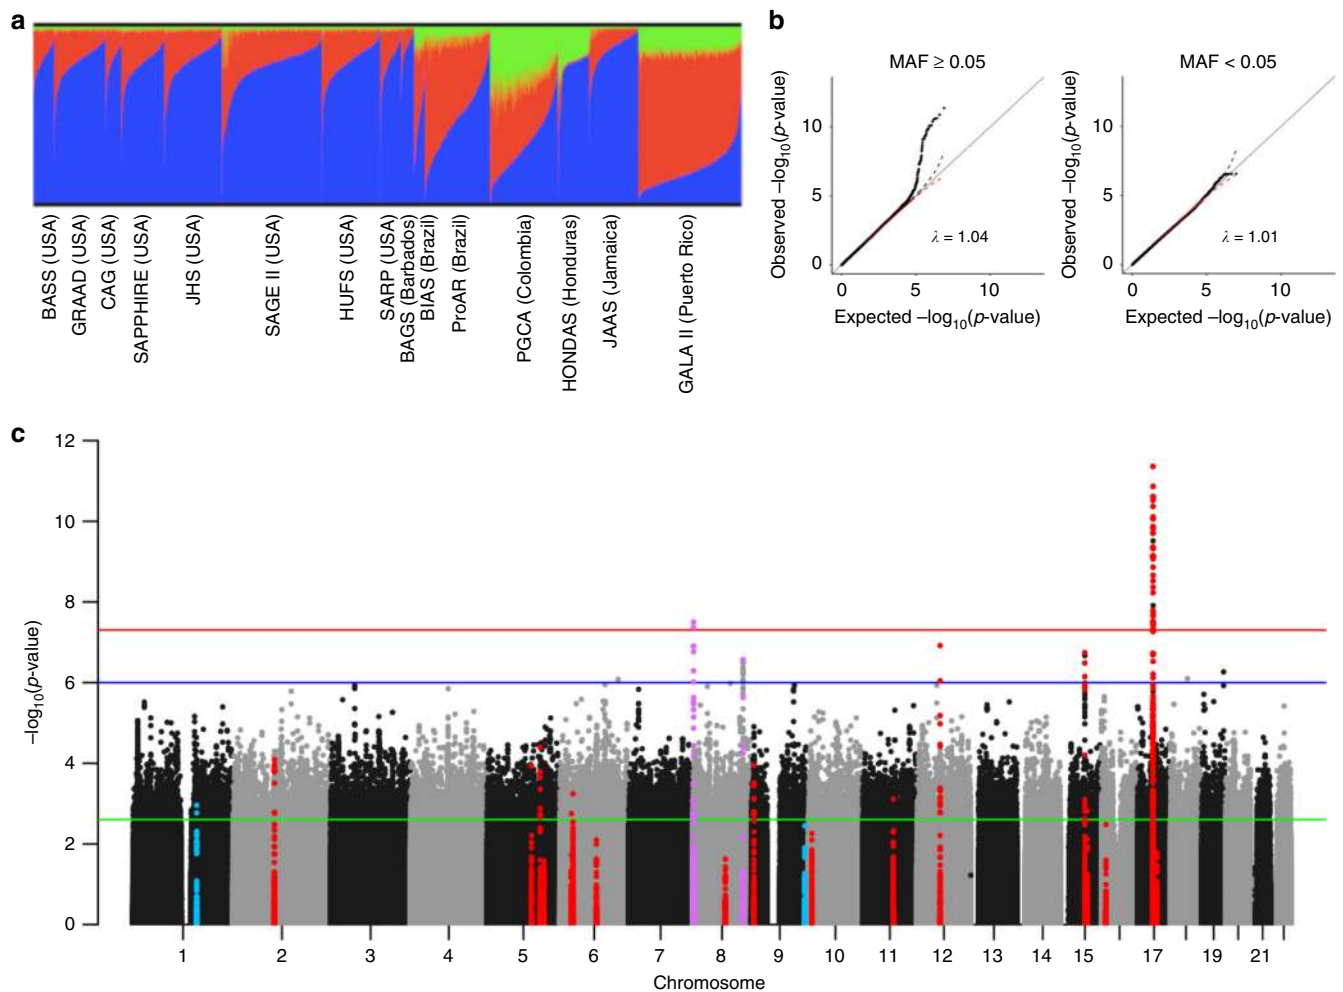 a
BASS (USA)
GRAAD (USA)
CAG (USA)
SAPPHIRE (USA)
JHS (USA)
SAGE II (USA)
HUFS (USA)
SARP (USA)
BAGS (Barbados)
BIAS (Brazil)
ProAR (Brazil)
PGCA (Colombia)
HONDAS (Honduras)
JAAS (Jamaica)
GALA II (Puerto Rico)
b
MAF ≥ 0.05
Observed –log10(p-value)
10
5
0
λ = 1.04
0 5 10
Expected –log10(p-value)
MAF < 0.05
Observed –log10(p-value)
10
5
0
λ = 1.01
0 5 10
Expected –log10(p-value)
c
–log10(p-value)
12
10
8
6
4
2
0
1 2 3 4 5 6 7 8 9 10 11 12 13 14 15 17 19 21
Chromosome